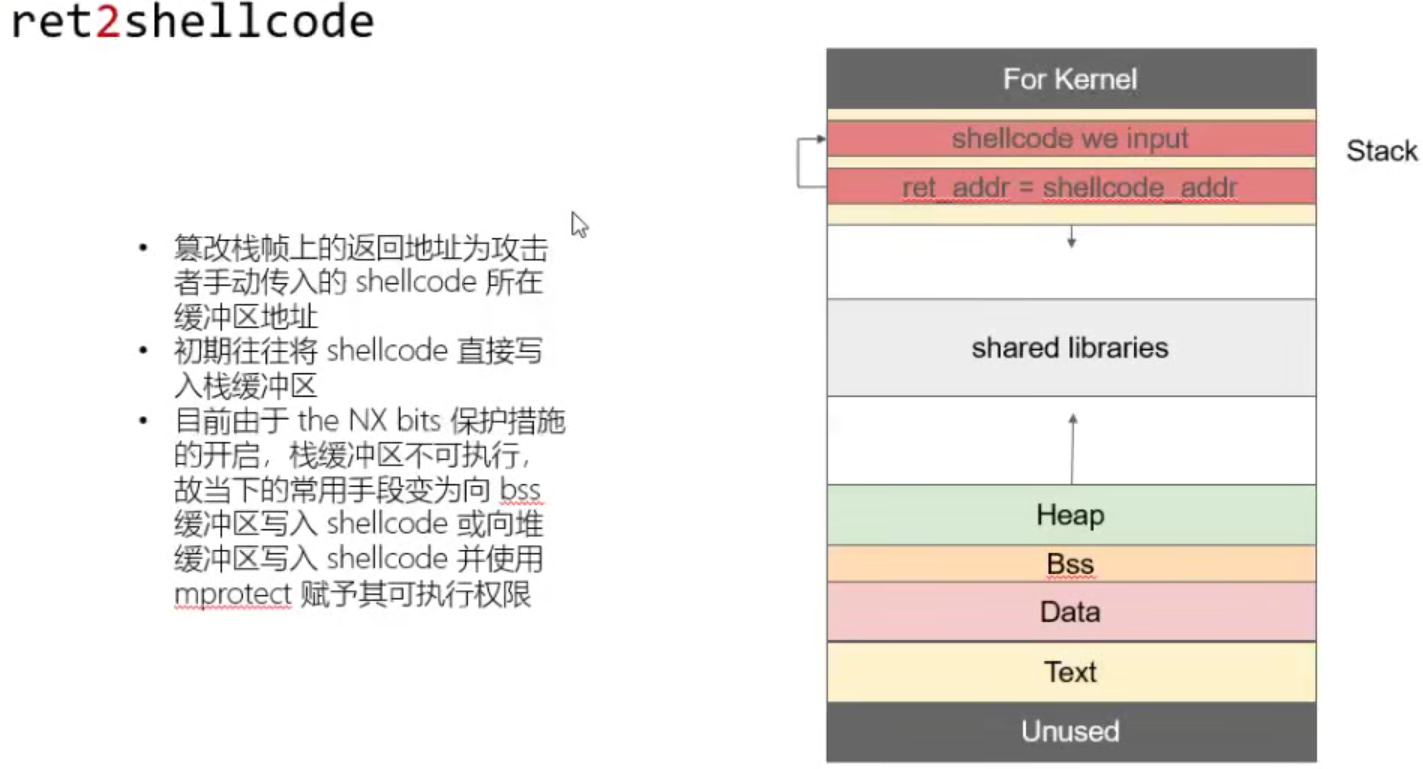 ret2shellcode
• 篡改栈帧上的返回地址为攻击
者手动传入的 shellcode 所在
缓冲区地址
• 初期往往将 shellcode 直接写
入栈缓冲区
• 目前由于 the NX bits 保护措施
的开启，栈缓冲区不可执行，
故当下的常用手段变为向 bss
缓冲区写入 shellcode 或向堆
缓冲区写入 shellcode 并使用
mprotect 赋予其可执行权限
For Kernel
shellcode we input
ret_addr = shellcode_addr
Stack
shared libraries
Heap
Bss
Data
Text
Unused